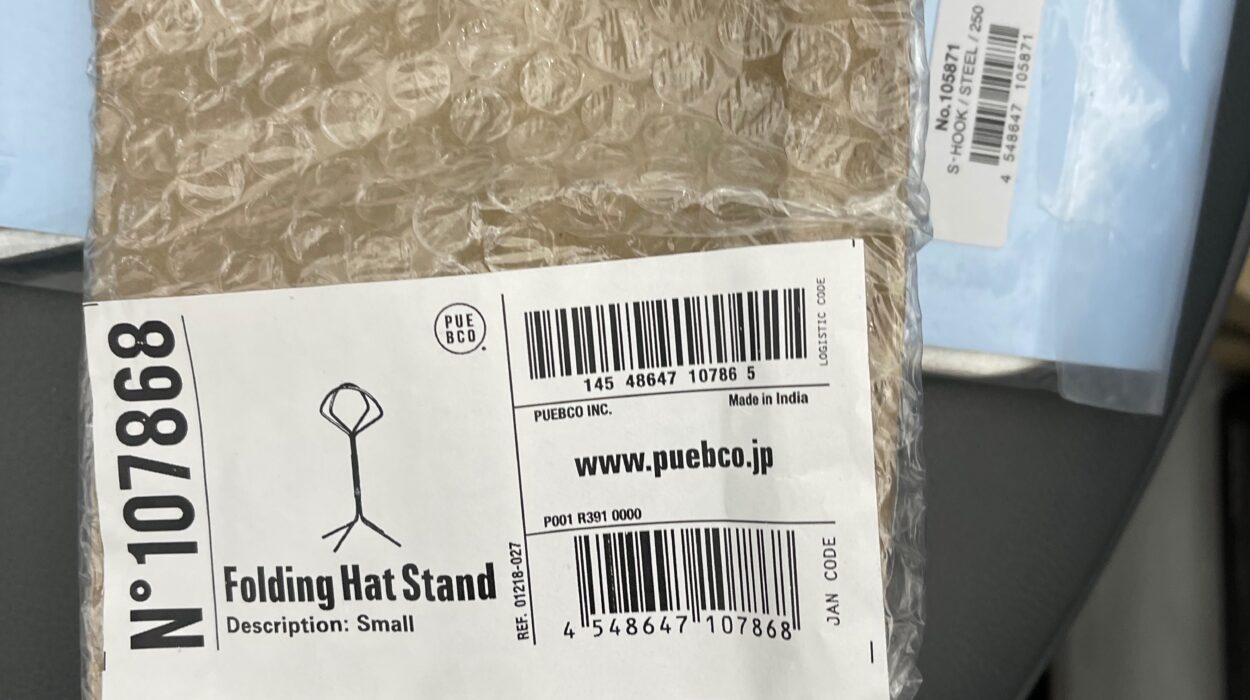 No.105871
S-HOOK / STEEL / 250
4 548647 105871
N° 107868
PUE
BCO
Folding Hat Stand
Description: Small
REF. 01218-027
145 48647 10786 5
LOGISTIC CODE
PUEBCO INC.
Made in India
www.puebco.jp
P001 R391 0000
4 548647 107868
JAN CODE